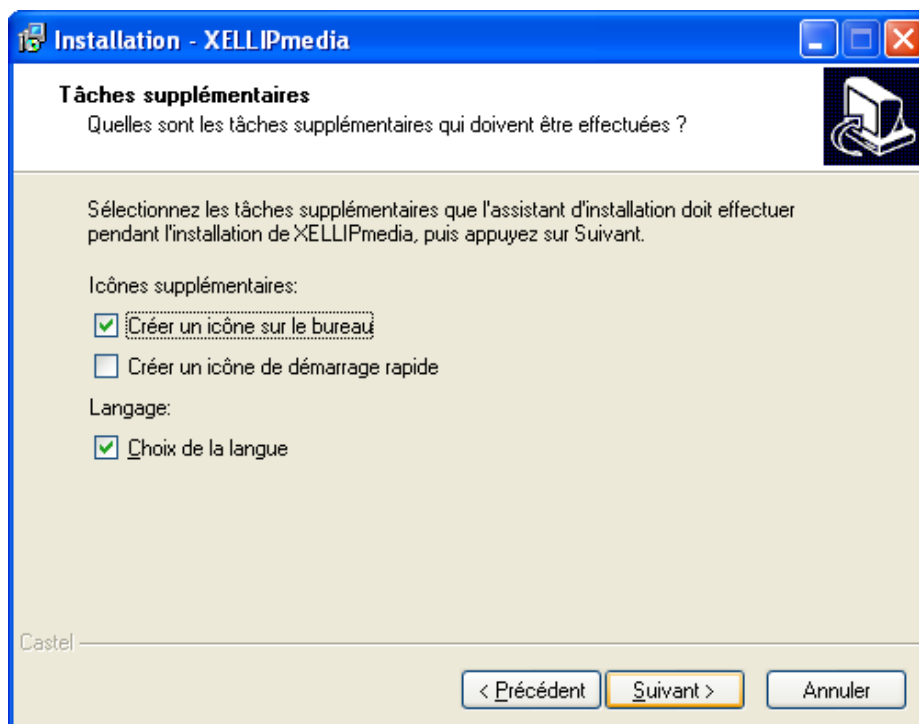 Installation - XELLIPmedia
Tâches supplémentaires
Quelles sont les tâches supplémentaires qui doivent être effectuées ?
Sélectionnez les tâches supplémentaires que l'assistant d'installation doit effectuer
pendant l'installation de XELLIPmedia, puis appuyez sur Suivant.
Icônes supplémentaires:
Créer un icône sur le bureau
Créer un icône de démarrage rapide
Langage:
Choix de la langue
Castel
< Précédent Suivant > Annuler